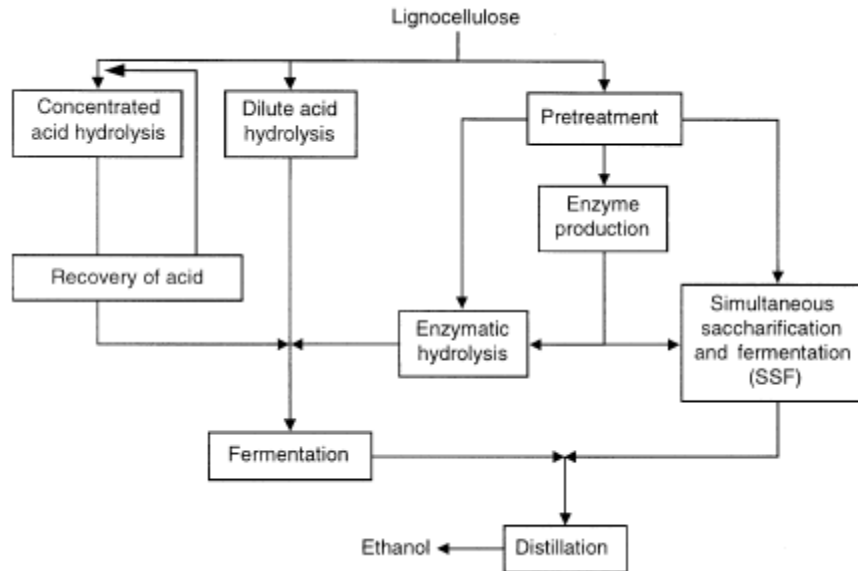 Lignocellulose
Concentrated
acid hydrolysis
Dilute acid
hydrolysis
Pretreatment
Enzyme
production
Recovery of acid
Enzymatic
hydrolysis
Simultaneous
saccharification
and fermentation
(SSF)
Fermentation
Ethanol
Distillation